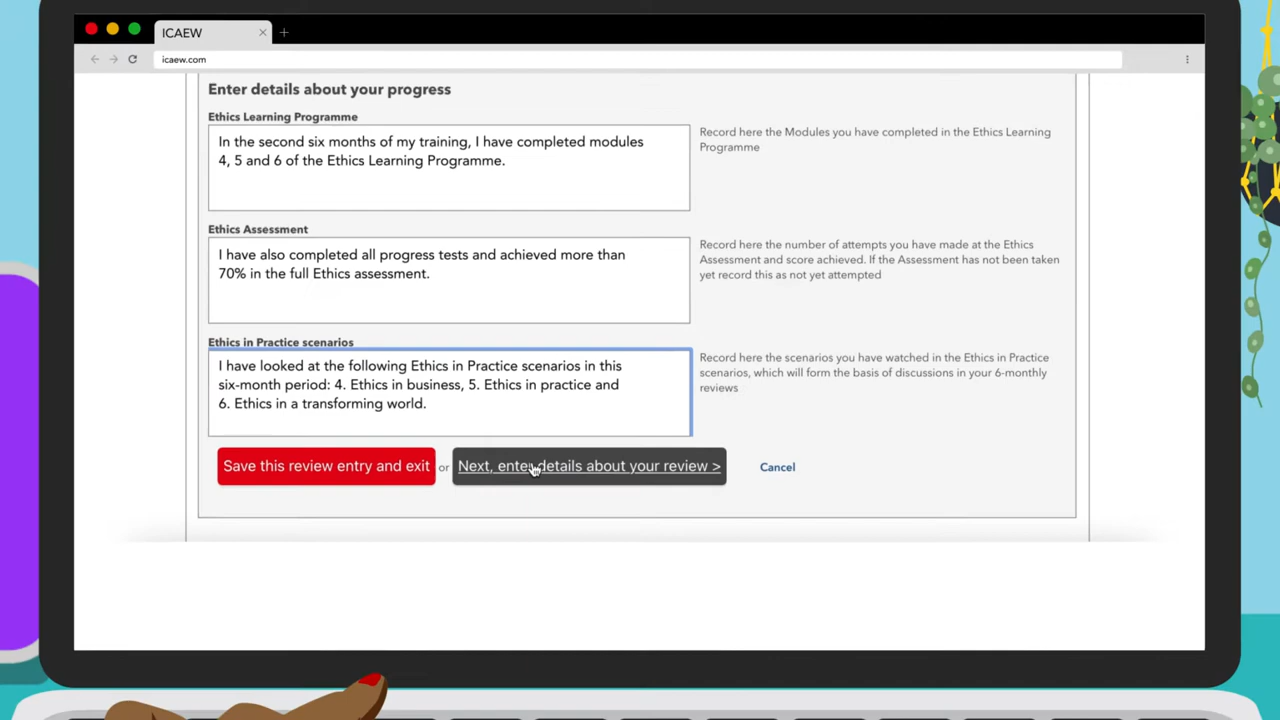 ICAEW
icaew.com
Enter details about your progress
Ethics Learning Programme
In the second six months of my training, I have completed modules
4, 5 and 6 of the Ethics Learning Programme.
Record here the Modules you have completed in the Ethics Learning
Programme
Ethics Assessment
I have also completed all progress tests and achieved more than
70% in the full Ethics assessment.
Record here the number of attempts you have made at the Ethics
Assessment and score achieved. If the Assessment has not been taken
yet record this as not yet attempted
Ethics in Practice scenarios
I have looked at the following Ethics in Practice scenarios in this
six-month period: 4. Ethics in business, 5. Ethics in practice and
6. Ethics in a transforming world.
Record here the scenarios you have watched in the Ethics in Practice
scenarios, which will form the basis of discussions in your 6-monthly
reviews
Save this review entry and exit or Next, enter details about your review > Cancel